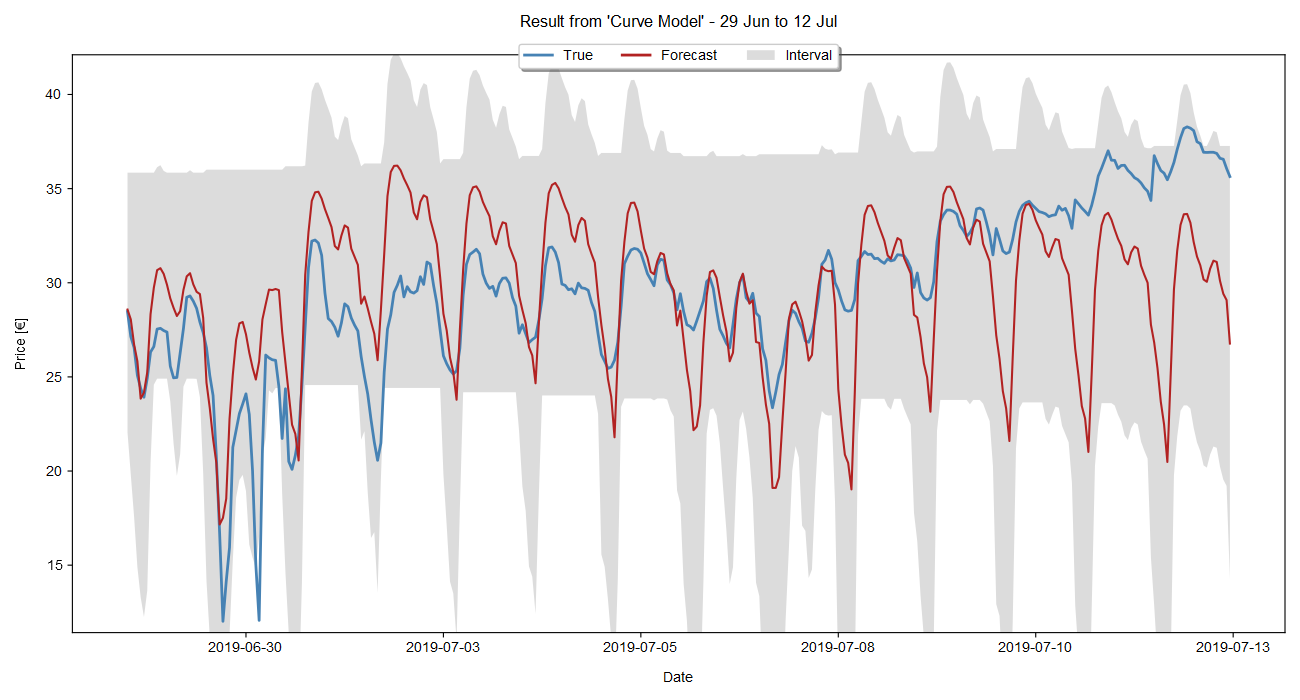 Result from 'Curve Model' - 29 Jun to 12 Jul
True Forecast Interval
40
35
30
25
20
15
Price [€]
2019-06-30 2019-07-03 2019-07-05 2019-07-08 2019-07-10 2019-07-13
Date